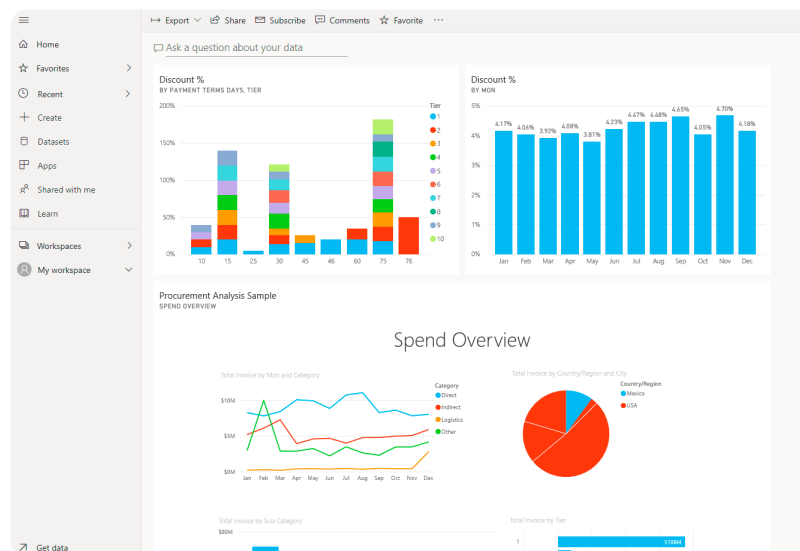 Export Share Subscribe Comments Favorite ···
Home
Favorites
Recent
Create
Datasets
Apps
Shared with me
Learn
Workspaces
My workspace
Get data
Ask a question about your data
Discount %
BY PAYMENT TERMS DAYS, TIER
200%
150%
100%
50%
0%
10 15 25 30 45 46 60 75 76
Tier
1
2
3
4
5
6
7
8
9
10
Discount %
BY MON
5%
4%
3%
2%
1%
0%
4.17% 4.06% 3.92% 4.08% 3.81% 4.23% 4.47% 4.48% 4.65% 4.05% 4.70% 4.18%
Jan Feb Mar Apr May Jun Jul Aug Sep Oct Nov Dec
Procurement Analysis Sample
SPEND OVERVIEW
Spend Overview
Total Invoice by Mon and Category
$10M
$5M
$0M
Jan Feb Mar Apr May Jun Jul Aug Sep Oct Nov Dec
Category
Direct
Indirect
Logistics
Other
Total Invoice by Country/Region and City
Country/Region
Mexico
USA
Total Invoice by Sub Category
$80M
Total Invoice by Tier
1
$188M